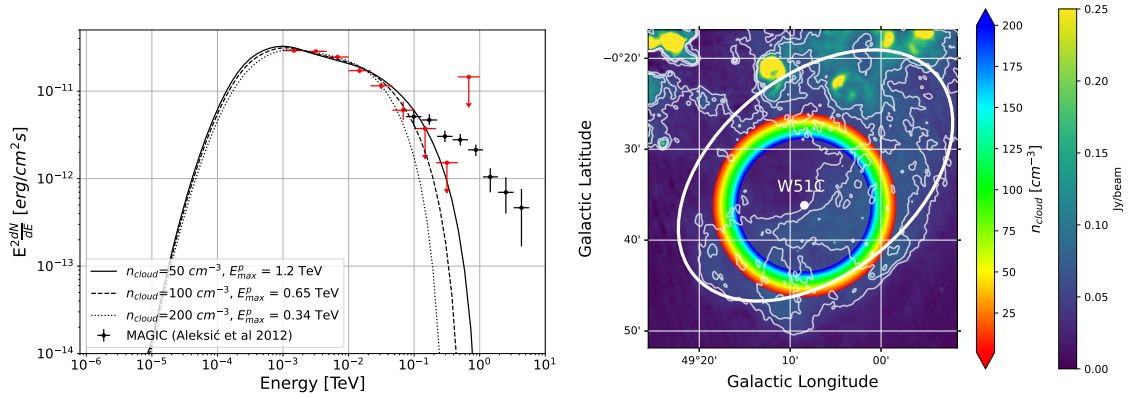 E² dN/dE [erg/cm²s]
10⁻¹¹
10⁻¹²
10⁻¹³
10⁻¹⁴
n_cloud=50 cm⁻³, E^p_max = 1.2 TeV
n_cloud=100 cm⁻³, E^p_max = 0.65 TeV
n_cloud=200 cm⁻³, E^p_max = 0.34 TeV
MAGIC (Aleksić et al 2012)
10⁻⁶ 10⁻⁵ 10⁻⁴ 10⁻³ 10⁻² 10⁻¹ 10⁰ 10¹
Energy [TeV]
Galactic Latitude
−0°20'
30'
40'
50'
W51C
49°20' 10' 00'
Galactic Longitude
200
175
150
125
100
75
50
25
n_cloud [cm⁻³]
0.25
0.20
0.15
0.10
0.05
0.00
Jy/beam